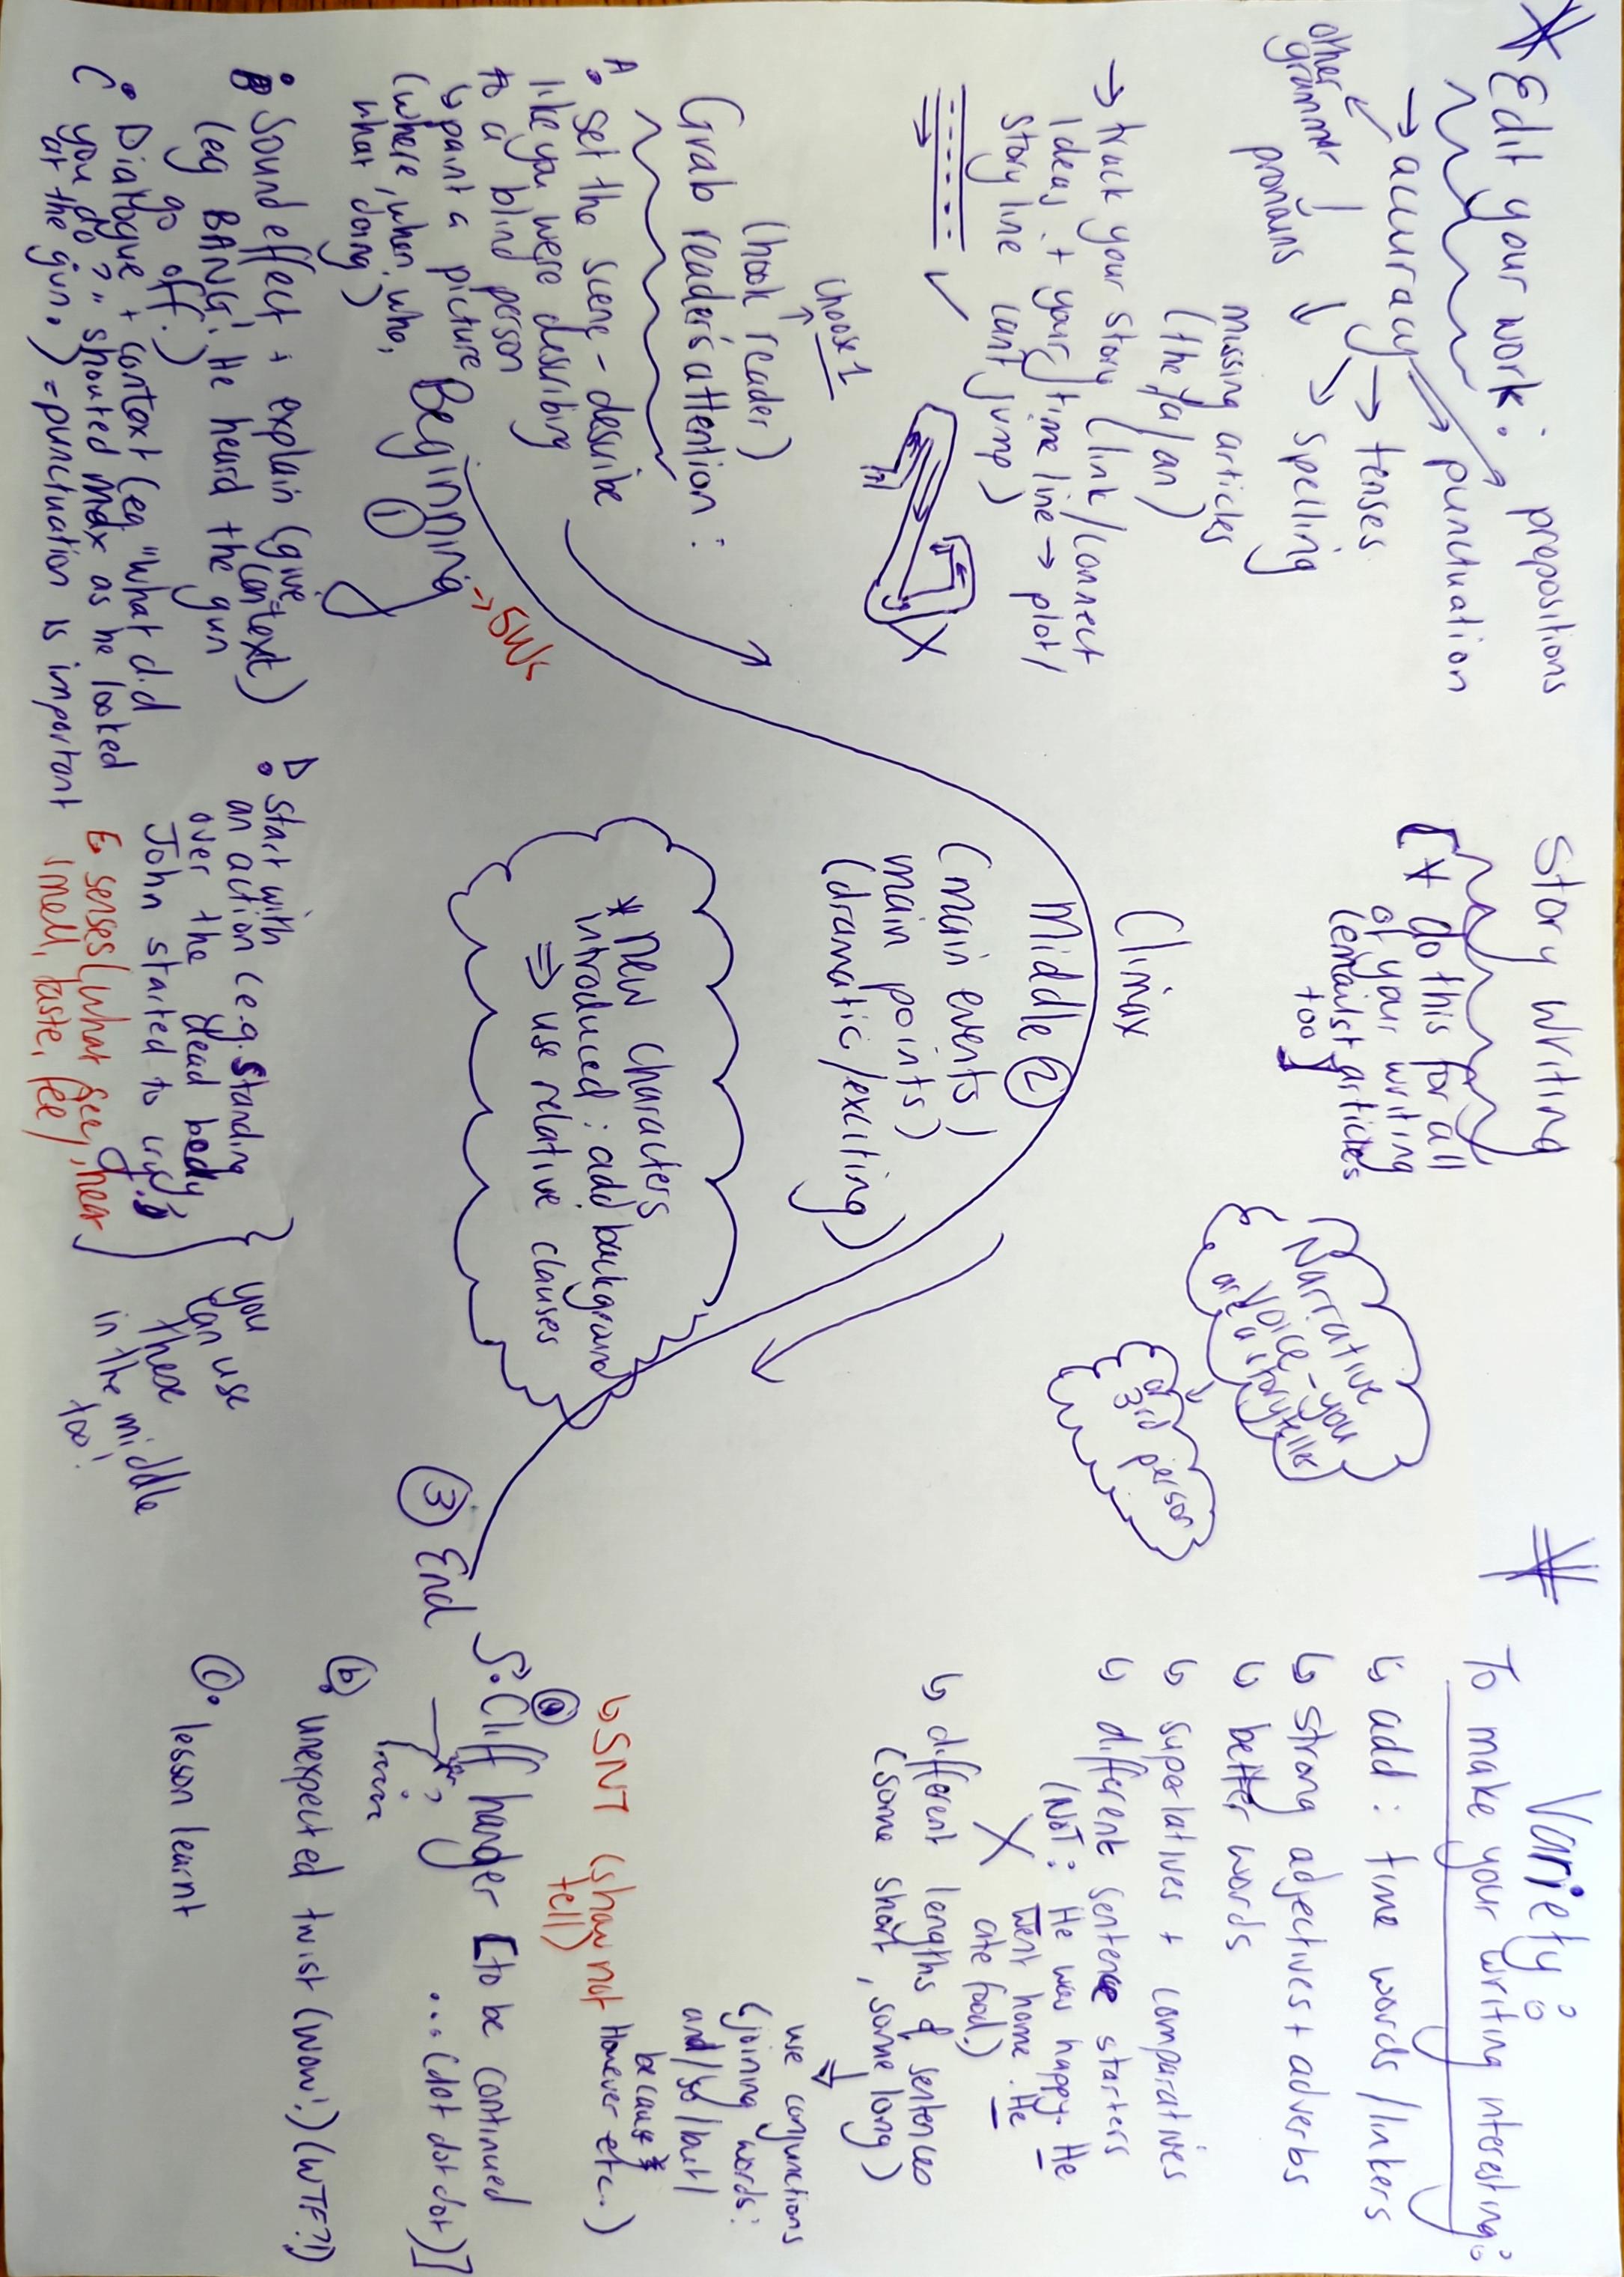 Story Writing
[* do this for all
of your writing
(emails + articles
too)]
* Edit your work:
→ accuracy
prepositions
punctuation
→ tenses
→ spelling
other
grammar
pronouns
missing articles
(the/a/an)
→ track your story (link/connect
ideas + your time line → plot/
story line can't jump)
Narrative
voice - you
are a storyteller
or
3rd person
Variety:
* To make your writing interesting:
↳ add: time words/linkers
↳ strong adjectives + adverbs
↳ better words
↳ superlatives + comparatives
↳ different sentence starters
(NOT: He was happy. He
went home. He
ate food.)
X
↳ different lengths of sentences
(some short, some long)
use conjunctions
(joining words:
and/so/but/
because
However etc..)
↳ SNT (show not
tell)
choose 1
(hook reader)
Grab reader's attention:
A • set the scene - describe
like you were describing
to a blind person
↳ paint a picture
(where, when, who,
what doing)
Beginning
①
→ 5Ws
B • Sound effect + explain (give
context)
(eg BANG! He heard the gun
go off.)
C • Dialogue + context (eg "What did
you do?" shouted Max as he looked
at the gun.) = punctuation is important
D • start with
an action (e.g. Standing
over the dead body,
John started to cry.)
E • senses (what see, hear
smell, taste, feel
} you
can use
these
in the middle
too!
Climax
Middle ②
(main events/
main points)
(dramatic/exciting)
* New characters
introduced: add background
⇒ use relative clauses
③ End
ⓐ • Cliff hanger [to be continued
... (dot dot dot)]
ⓑ • unexpected twist (wow!) (WTF?!)
ⓒ • lesson learnt